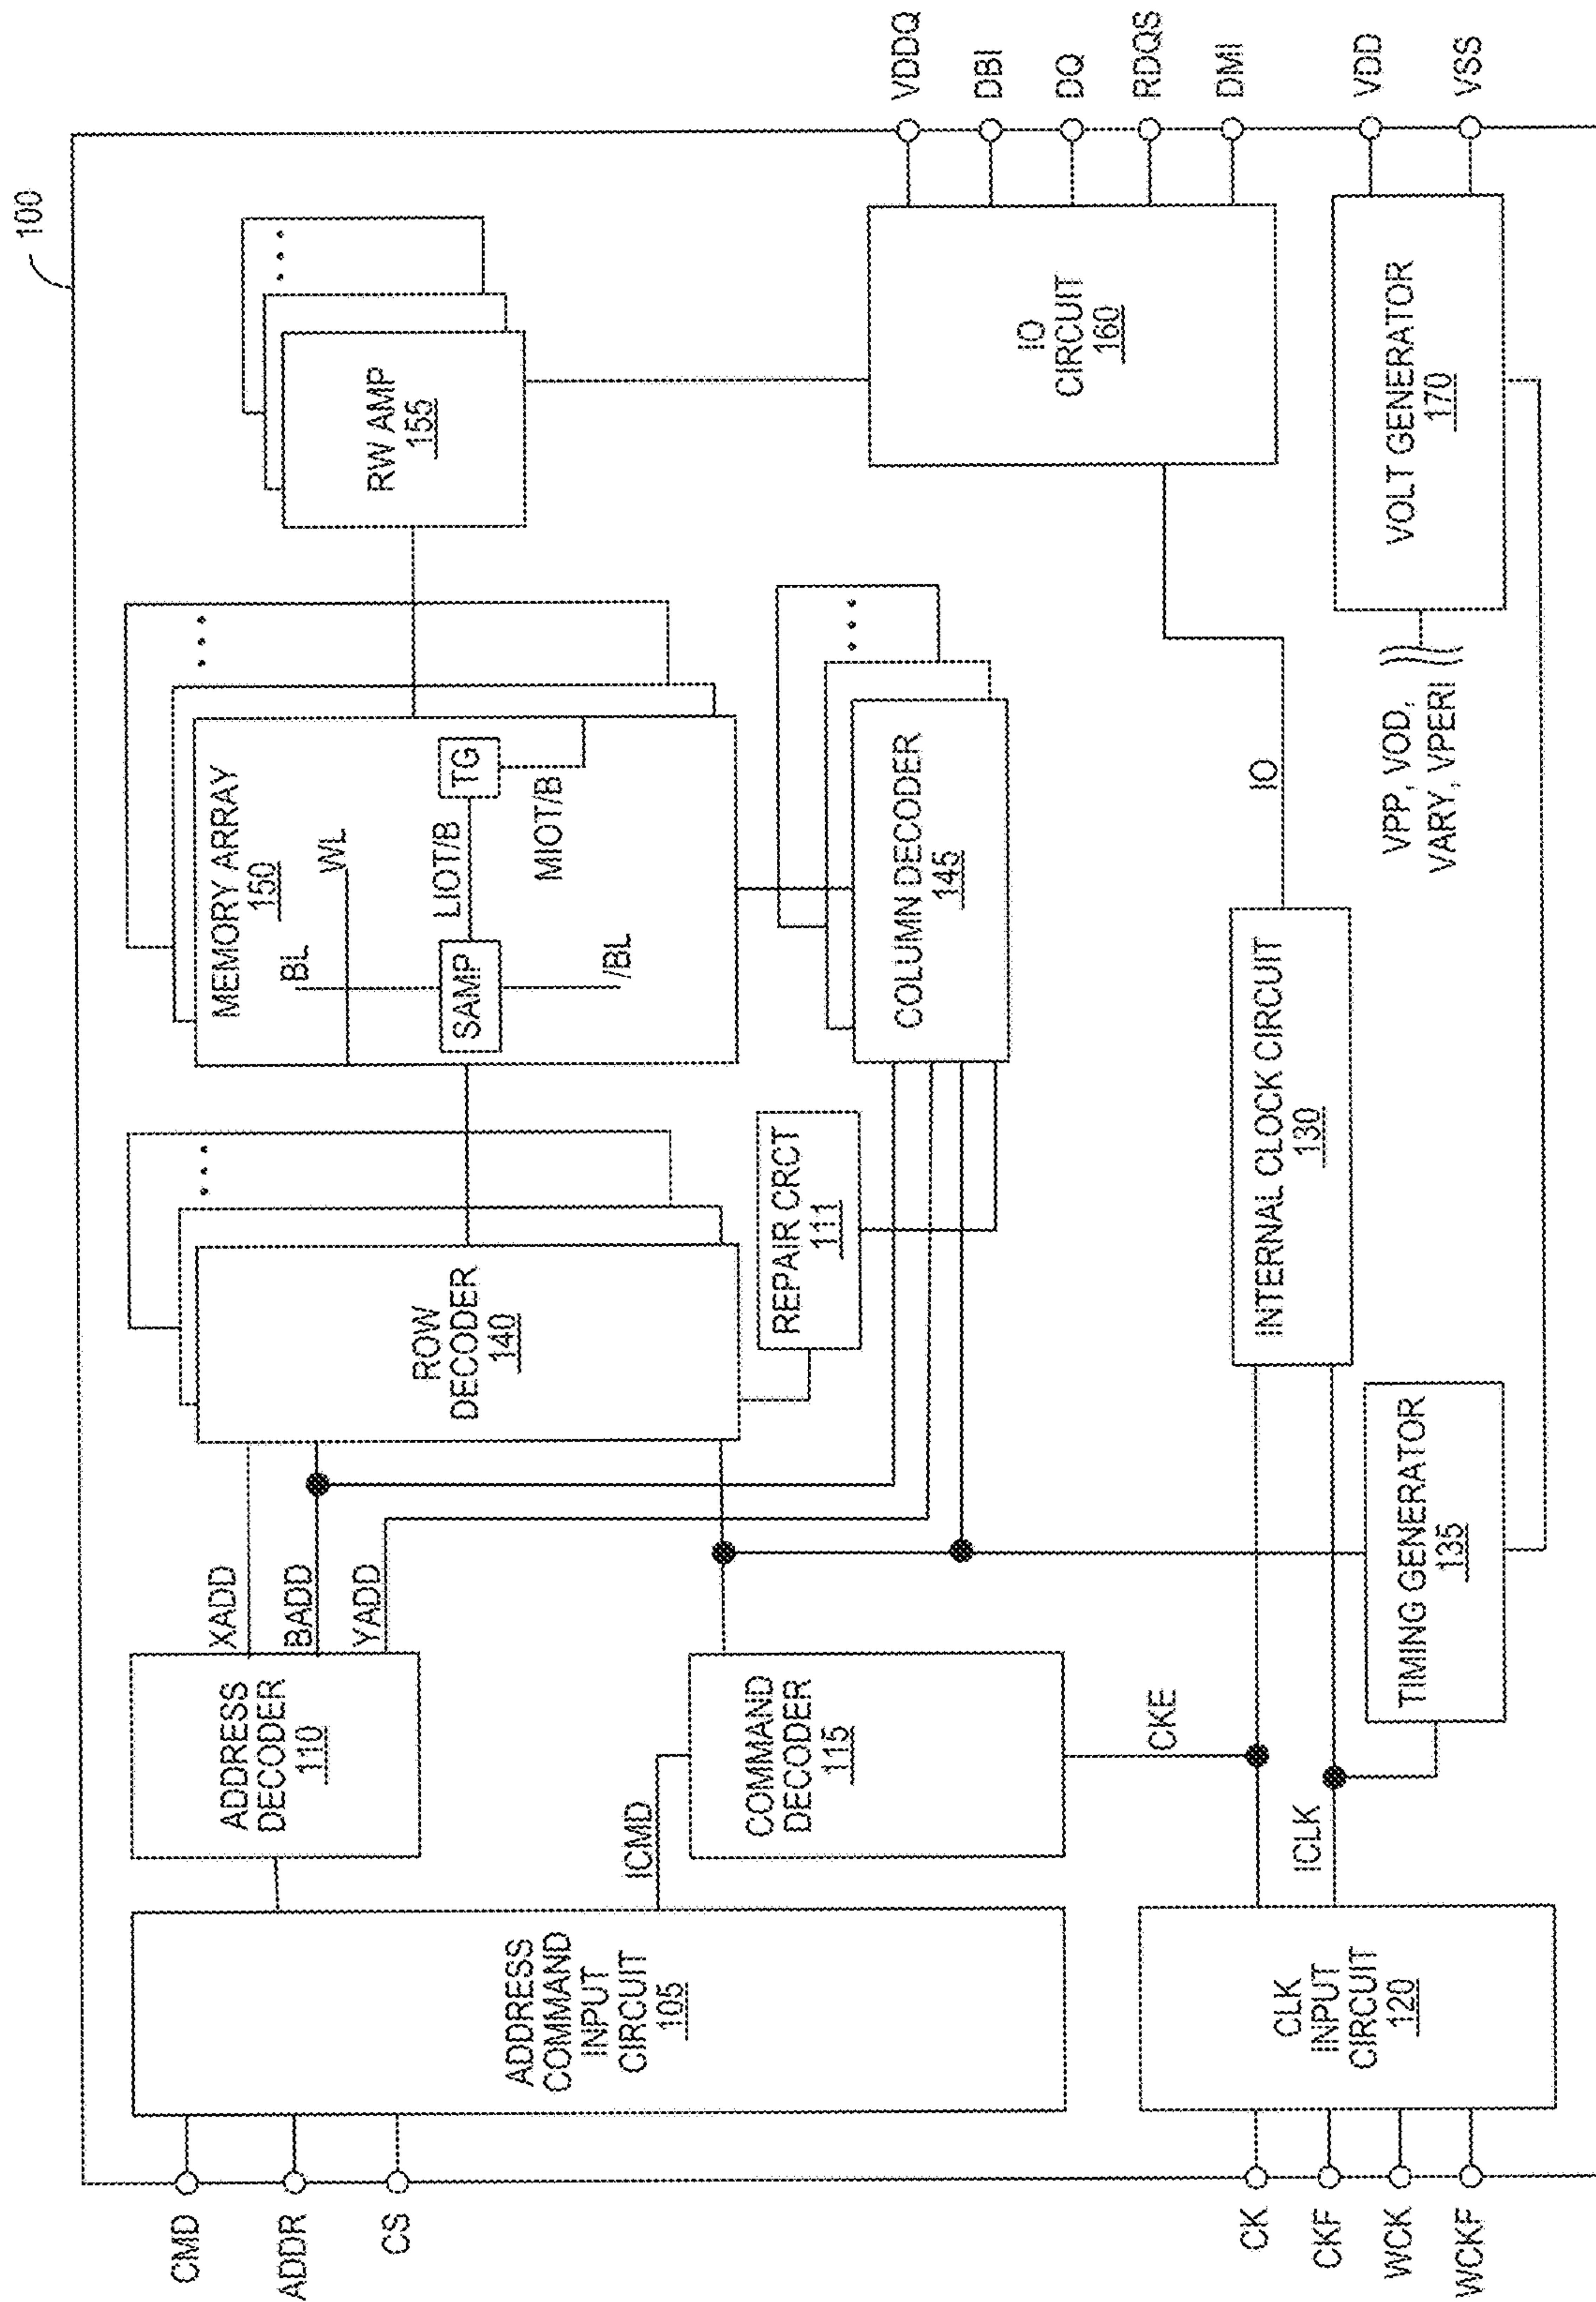 100
CMD
ADDR
CS
CK
CKF
WCK
WCKF
ADDRESS
COMMAND
INPUT
CIRCUIT
105
CLK
INPUT
CIRCUIT
120
ADDRESS
DECODER
110
ICMD
COMMAND
DECODER
115
CKE
ICLK
XADD
BADD
YADD
TIMING GENERATOR
135
ROW
DECODER
140
REPAIR CRCT
111
INTERNAL CLOCK CIRCUIT
130
MEMORY ARRAY
150
BL
WL
SAMP
LIOT/B
TG
/BL
MIOT/B
COLUMN DECODER
145
IO
VPP, VOD,
VARY, VPERI
RW AMP
155
IO
CIRCUIT
160
VOLT GENERATOR
170
VDDQ
DBI
DQ
RDQS
DMI
VDD
VSS